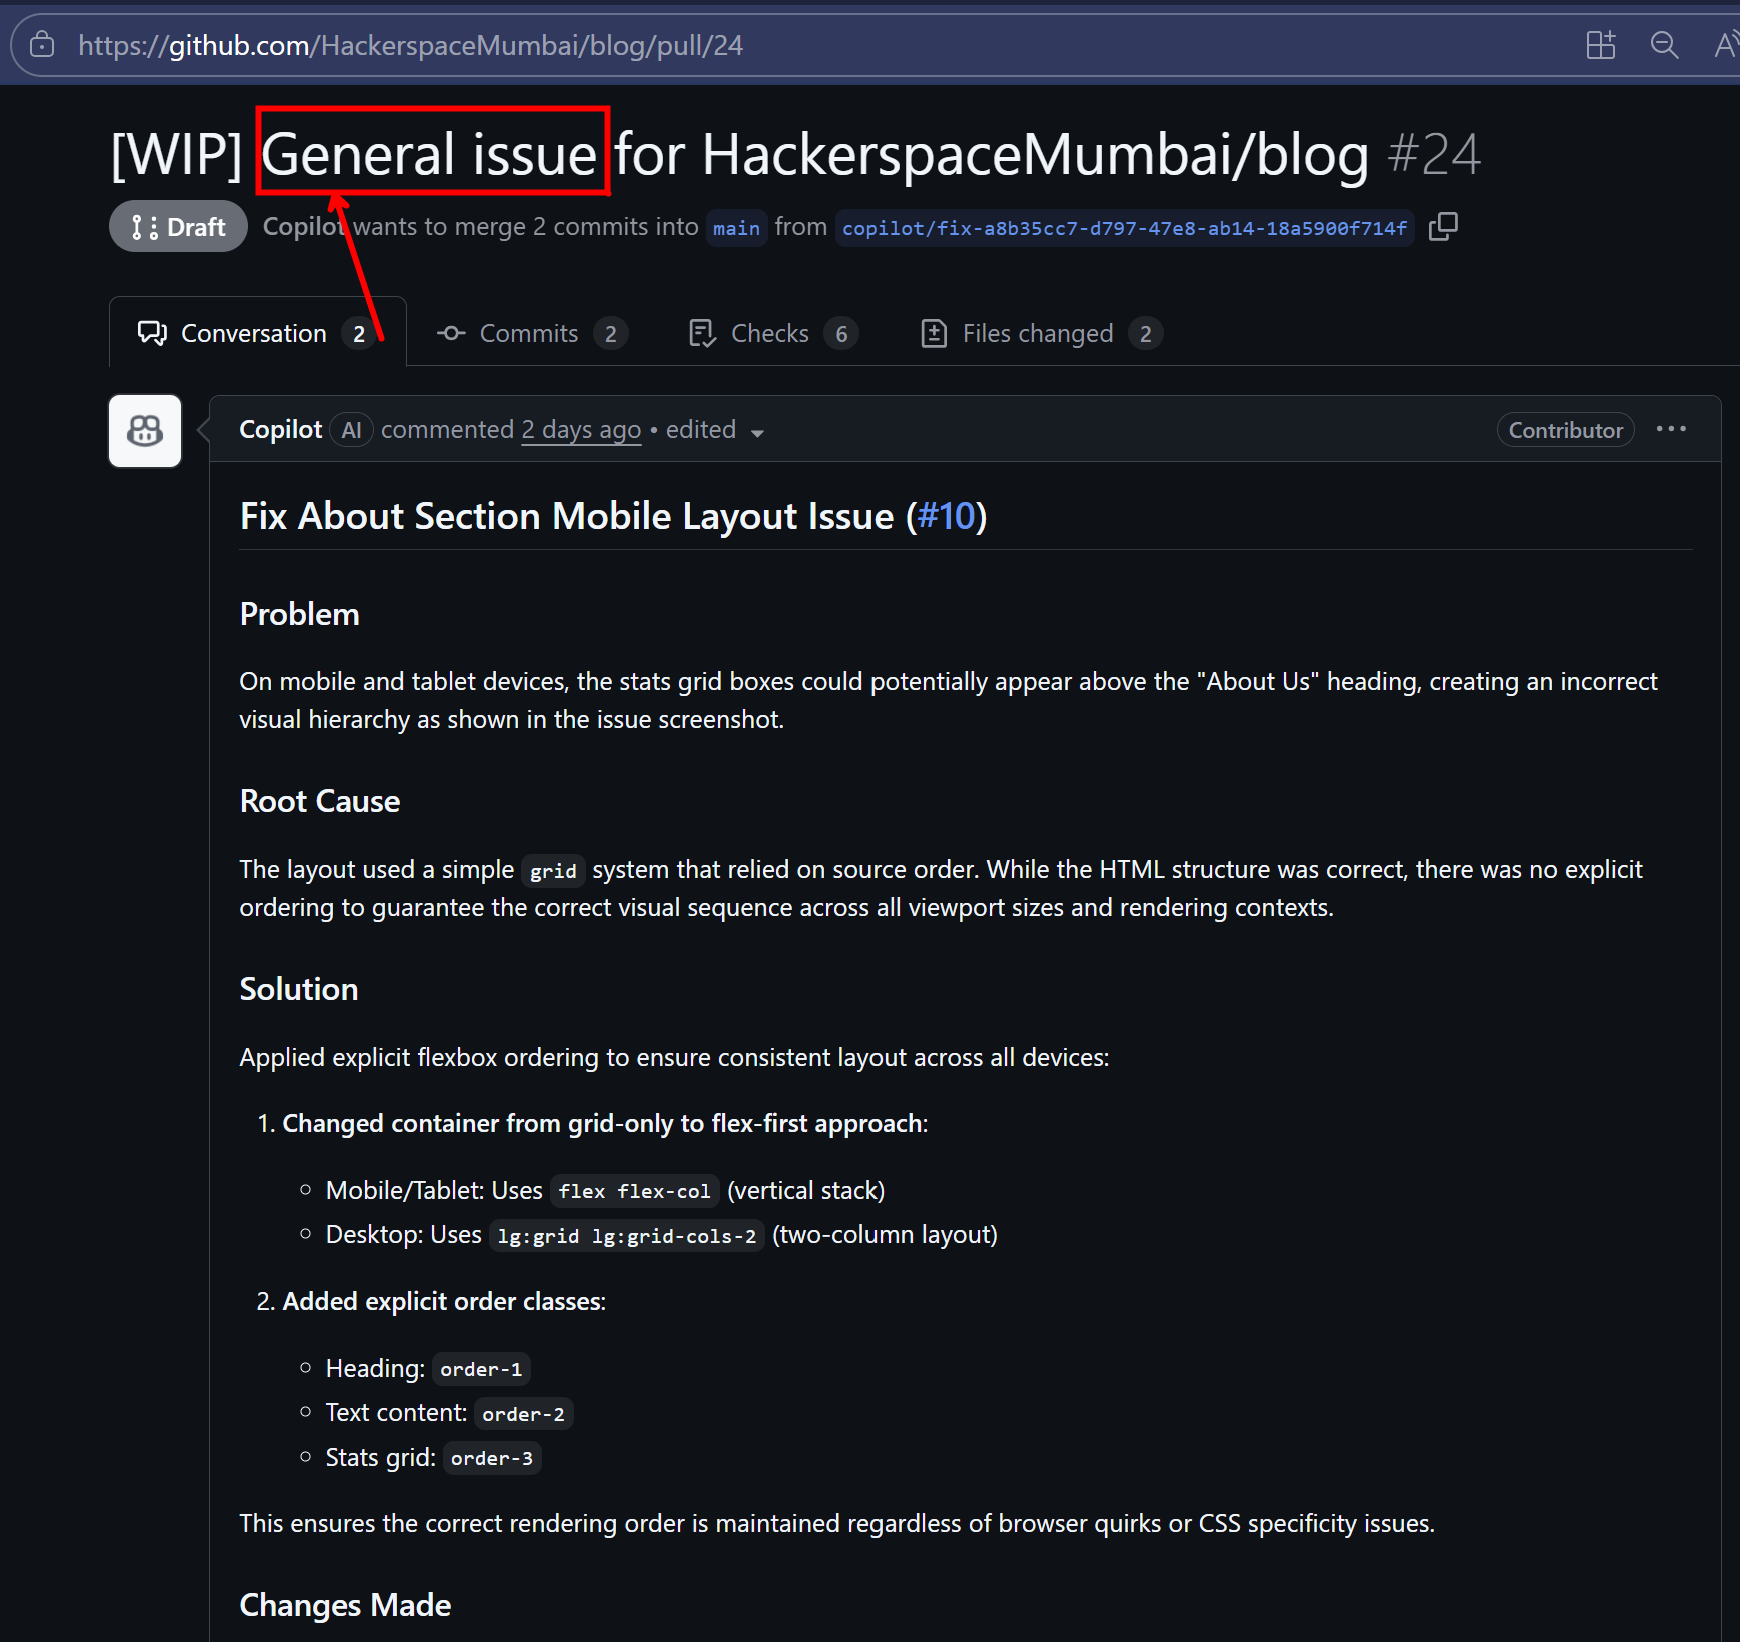 https://github.com/HackerspaceMumbai/blog/pull/24
[WIP] General issue for HackerspaceMumbai/blog #24
Draft Copilot wants to merge 2 commits into main from copilot/fix-a8b35cc7-d797-47e8-ab14-18a5900f714f
Conversation 2 Commits 2 Checks 6 Files changed 2
Copilot AI commented 2 days ago • edited Contributor
Fix About Section Mobile Layout Issue (#10)
Problem
On mobile and tablet devices, the stats grid boxes could potentially appear above the "About Us" heading, creating an incorrect
visual hierarchy as shown in the issue screenshot.
Root Cause
The layout used a simple grid system that relied on source order. While the HTML structure was correct, there was no explicit
ordering to guarantee the correct visual sequence across all viewport sizes and rendering contexts.
Solution
Applied explicit flexbox ordering to ensure consistent layout across all devices:
1. Changed container from grid-only to flex-first approach:
Mobile/Tablet: Uses flex flex-col (vertical stack)
Desktop: Uses lg:grid lg:grid-cols-2 (two-column layout)
2. Added explicit order classes:
Heading: order-1
Text content: order-2
Stats grid: order-3
This ensures the correct rendering order is maintained regardless of browser quirks or CSS specificity issues.
Changes Made